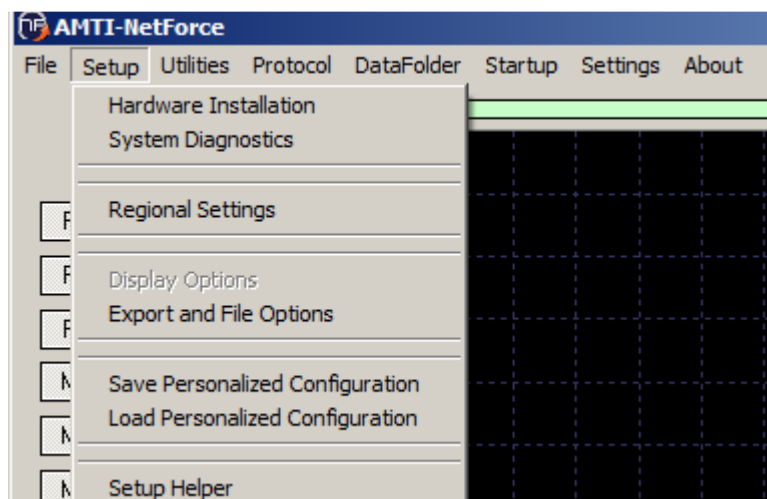 AMTI-NetForce
File Setup Utilities Protocol DataFolder Startup Settings About
Hardware Installation
System Diagnostics
Regional Settings
Display Options
Export and File Options
Save Personalized Configuration
Load Personalized Configuration
Setup Helper